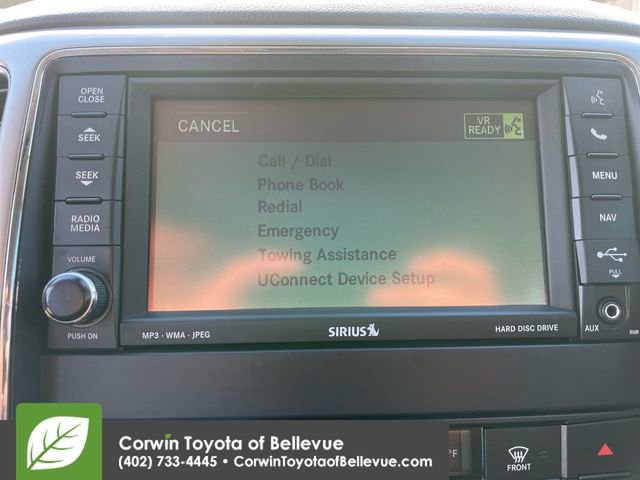 OPEN
CLOSE
SEEK
SEEK
RADIO
MEDIA
VOLUME
PUSH ON
CANCEL
VR
READY
Call / Dial
Phone Book
Redial
Emergency
Towing Assistance
UConnect Device Setup
MP3 · WMA · JPEG
SIRIUS
HARD DISC DRIVE
MENU
NAV
PULL
AUX
RHR
°F
FRONT
Corwin Toyota of Bellevue
(402) 733-4445 • CorwinToyotaofBellevue.com